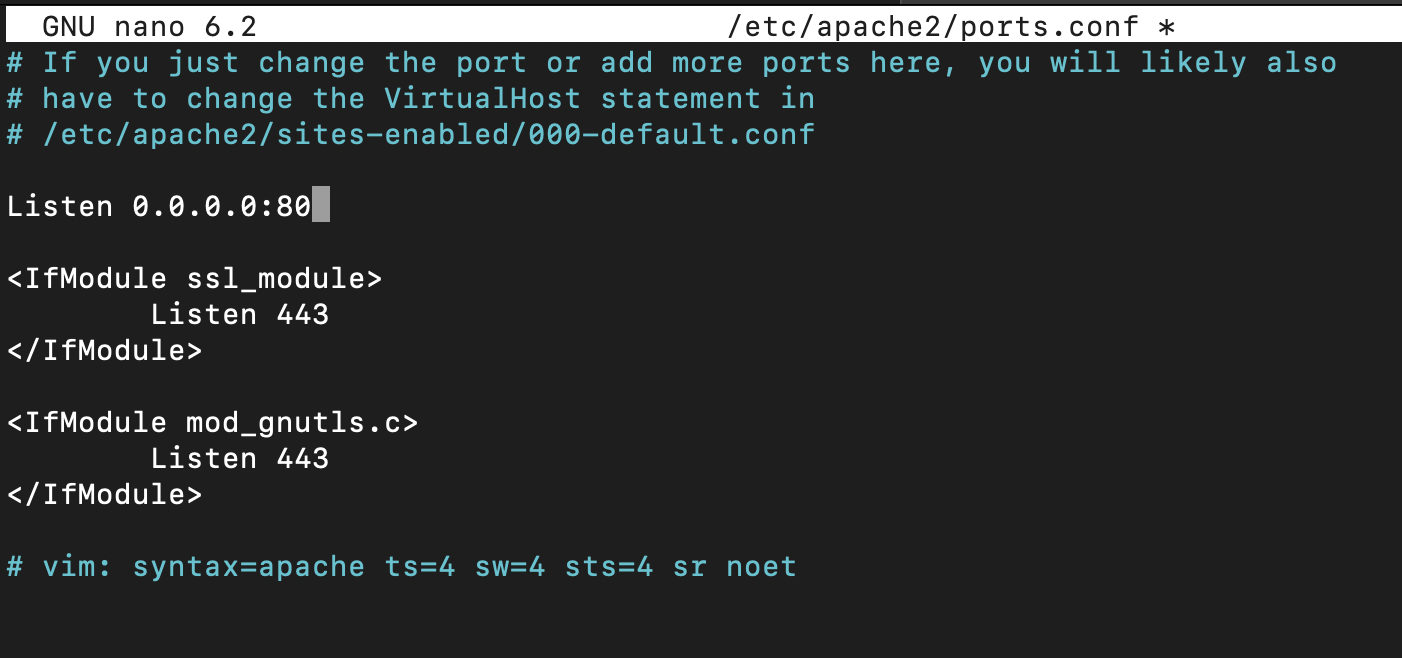 GNU nano 6.2 /etc/apache2/ports.conf *
# If you just change the port or add more ports here, you will likely also
# have to change the VirtualHost statement in
# /etc/apache2/sites-enabled/000-default.conf
Listen 0.0.0.0:80
<IfModule ssl_module>
Listen 443
</IfModule>
<IfModule mod_gnutls.c>
Listen 443
</IfModule>
# vim: syntax=apache ts=4 sw=4 sts=4 sr noet